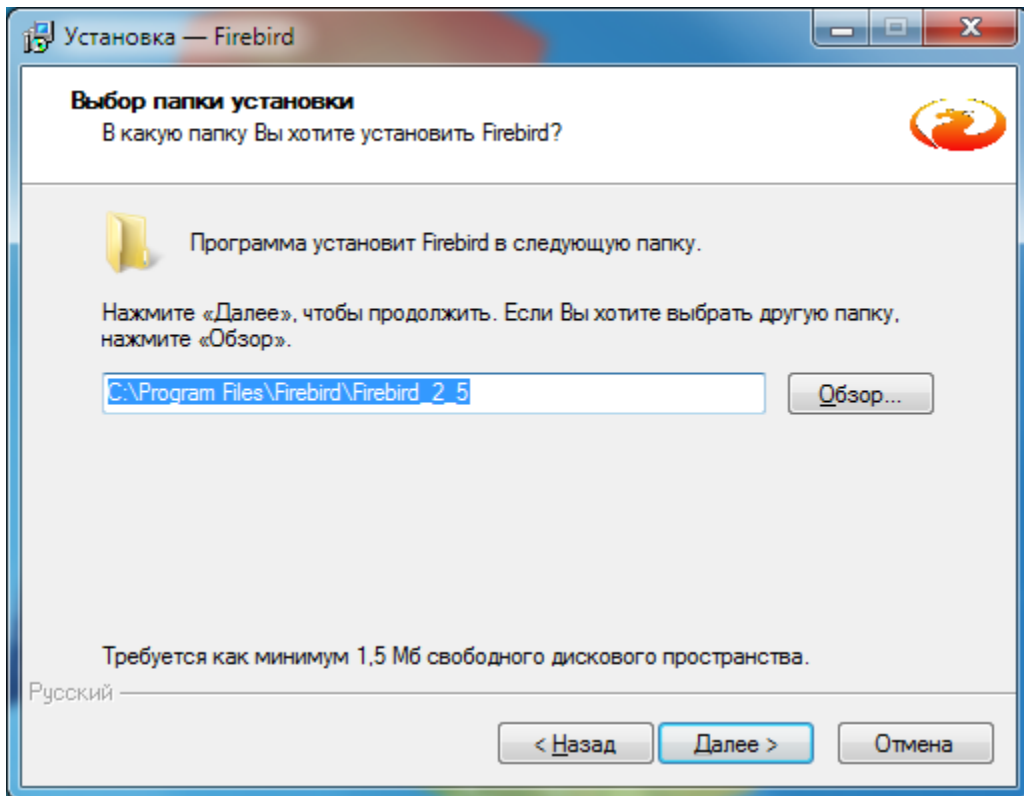 Установка — Firebird
Выбор папки установки
В какую папку Вы хотите установить Firebird?
Программа установит Firebird в следующую папку.
Нажмите «Далее», чтобы продолжить. Если Вы хотите выбрать другую папку,
нажмите «Обзор».
C:\Program Files\Firebird\Firebird_2_5
Обзор...
Требуется как минимум 1,5 Мб свободного дискового пространства.
Русский
< Назад
Далее >
Отмена